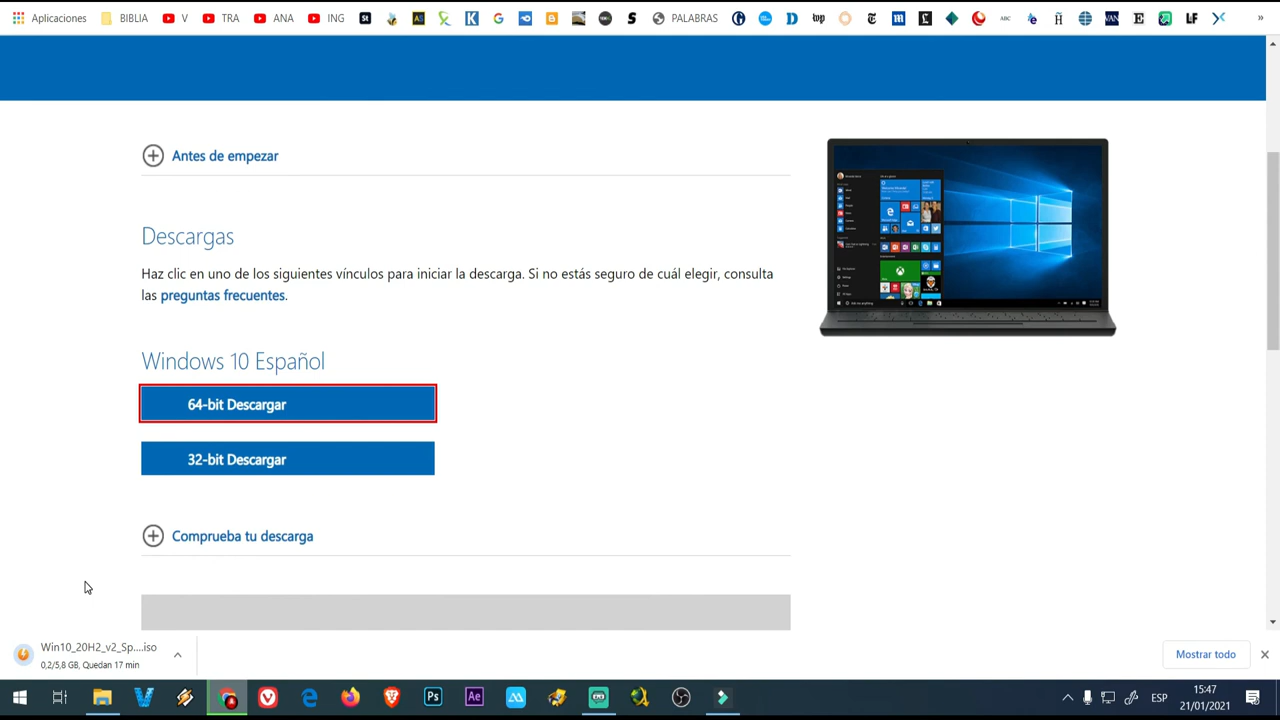 Aplicaciones BIBLIA V TRA ANA ING PALABRAS »
Antes de empezar
Descargas
Haz clic en uno de los siguientes vínculos para iniciar la descarga. Si no estás seguro de cuál elegir, consulta
las preguntas frecuentes.
Windows 10 Español
64-bit Descargar
32-bit Descargar
Comprueba tu descarga
Win10_20H2_v2_Sp....iso
0,2/5,8 GB, Quedan 17 min
Mostrar todo
ESP
15:47
21/01/2021